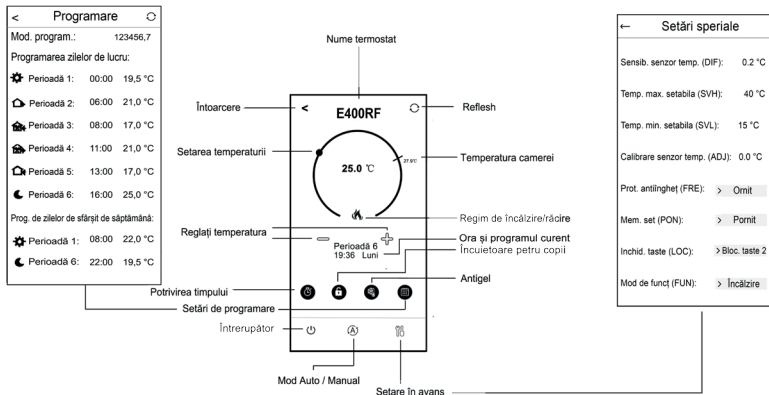 < Programare
Mod. program.: 123456,7
Programarea zilelor de lucru:
Perioadă 1: 00:00 19,5 °C
Perioadă 2: 06:00 21,0 °C
Perioadă 3: 08:00 17,0 °C
Perioadă 4: 11:00 21,0 °C
Perioadă 5: 13:00 17,0 °C
Perioadă 6: 16:00 25,0 °C
Prog. de zilelor de sfârșit de săptămână:
Perioadă 1: 08:00 22,0 °C
Perioadă 6: 22:00 19,5 °C
Nume termostat
Întoarcere
< E400RF
Reflesh
Setarea temperaturii
27.9°C
Temperatura camerei
25.0 °C
Regim de încălzire/răcire
Reglați temperatura
Perioadă 6
19:36 Luni
Ora și programul curent
Încuietoare petru copii
Antigel
Potrivirea timpului
Setări de programare
Întrerupător
A
Mod Auto / Manual
Setare în avans
← Setări speriale
Sensib. senzor temp. (DIF): 0.2 °C
Temp. max. setabila (SVH): 40 °C
Temp. min. setabila (SVL): 15 °C
Calibrare senzor temp. (ADJ): 0.0 °C
Prot. antiîngheț (FRE): > Ornit
Mem. set (PON): > Pornit
Inchid. taste (LOC): > Bloc. taste 2
Mod de funcț (FUN): > Încălzire